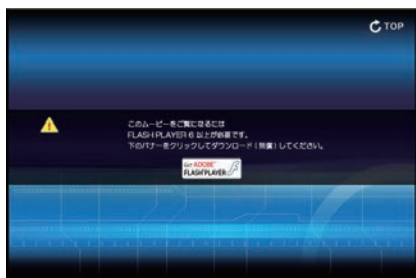 TOP
このムービーをご覧になるには
FLASH PLAYER 6 以上が必要です。
下のバナーをクリックしてダウンロード(無償)してください。
Get ADOBE
FLASH PLAYER